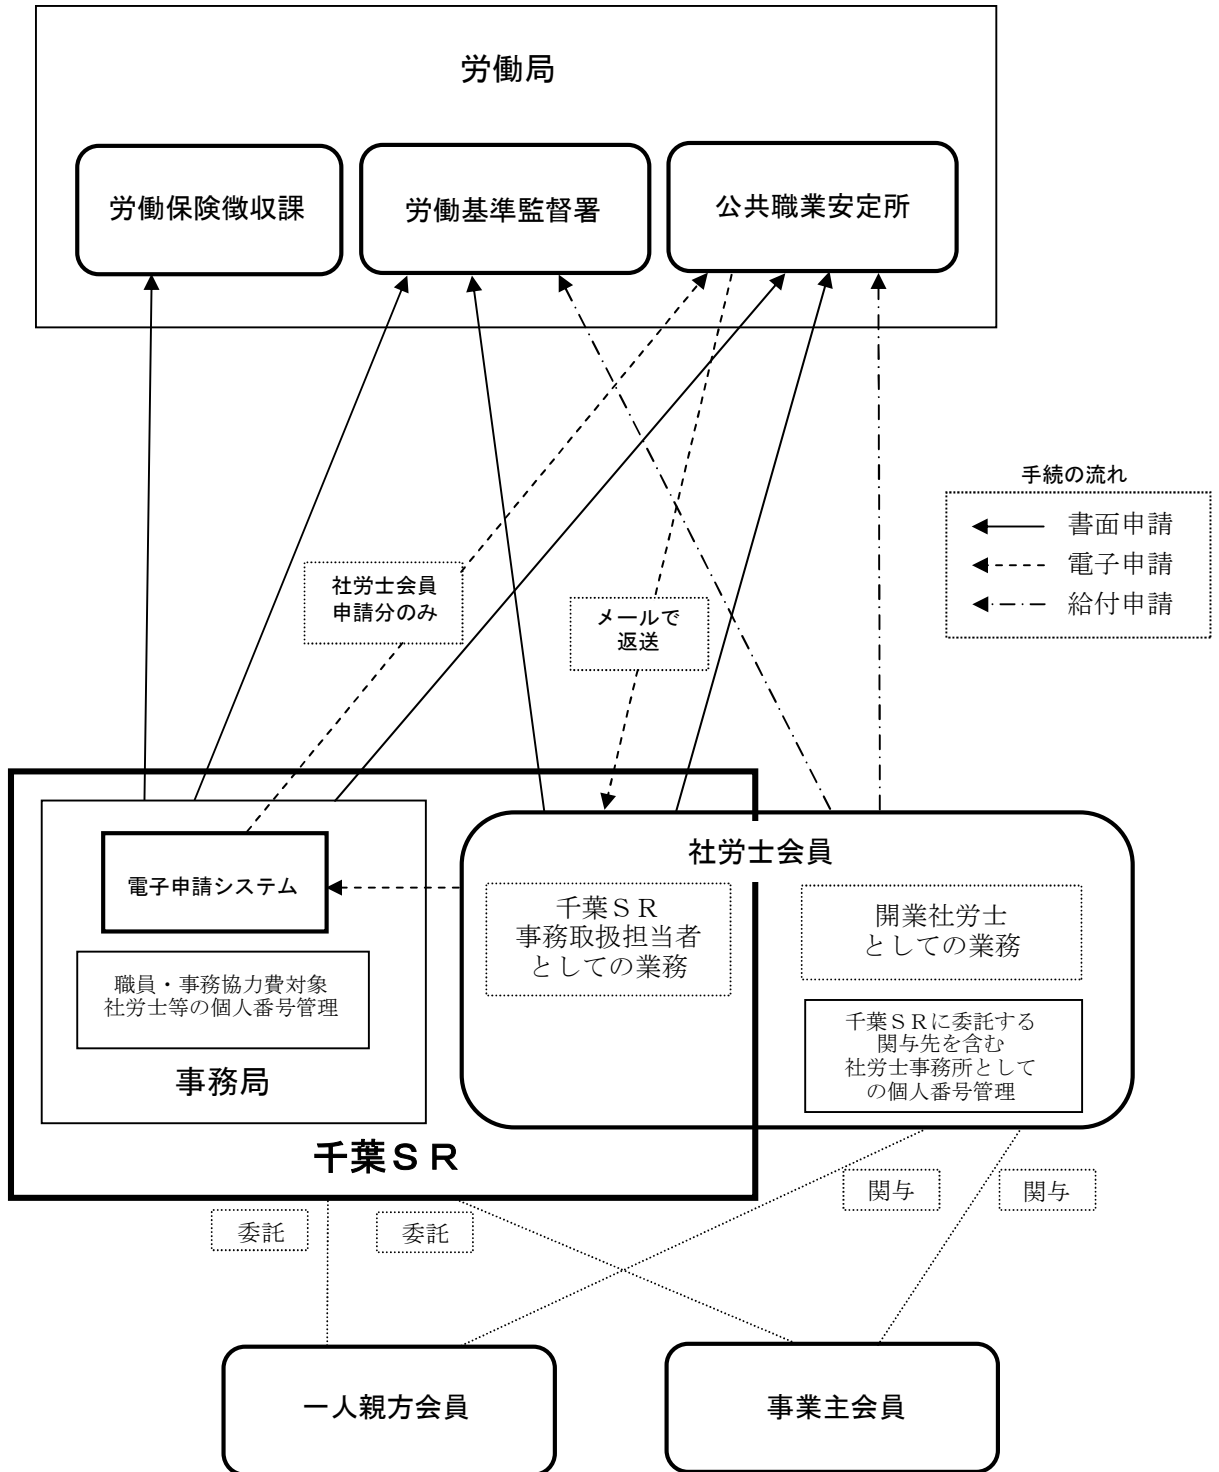 労働局
労働保険徴収課
労働基準監督署
公共職業安定所
手続の流れ
書面申請
電子申請
給付申請
社労士会員
申請分のみ
メールで
返送
電子申請システム
職員・事務協力費対象
社労士等の個人番号管理
事務局
千葉ＳＲ
社労士会員
千葉ＳＲ
事務取扱担当者
としての業務
開業社労士
としての業務
千葉ＳＲに委託する
関与先を含む
社労士事務所として
の個人番号管理
委託
委託
関与
関与
一人親方会員
事業主会員